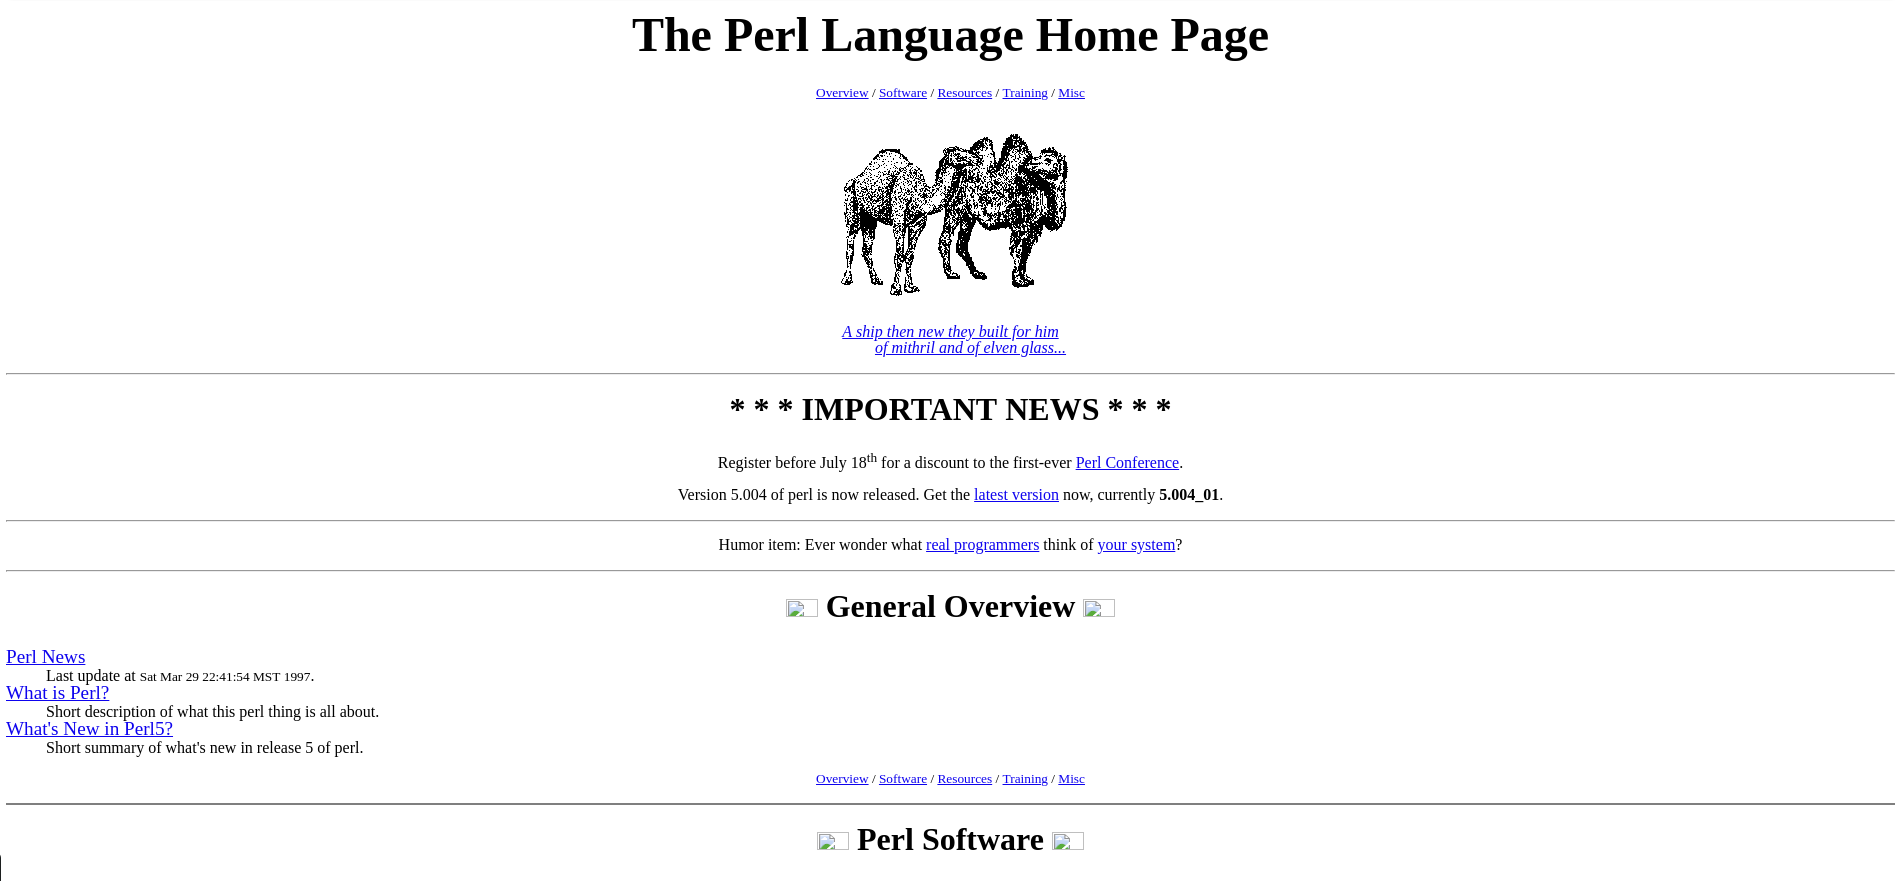 The Perl Language Home Page
Overview / Software / Resources / Training / Misc
A ship then new they built for him
of mithril and of elven glass...
* * * IMPORTANT NEWS * * *
Register before July 18th for a discount to the first-ever Perl Conference.
Version 5.004 of perl is now released. Get the latest version now, currently 5.004_01.
Humor item: Ever wonder what real programmers think of your system?
General Overview
Perl News
Last update at Sat Mar 29 22:41:54 MST 1997.
What is Perl?
Short description of what this perl thing is all about.
What's New in Perl5?
Short summary of what's new in release 5 of perl.
Overview / Software / Resources / Training / Misc
Perl Software